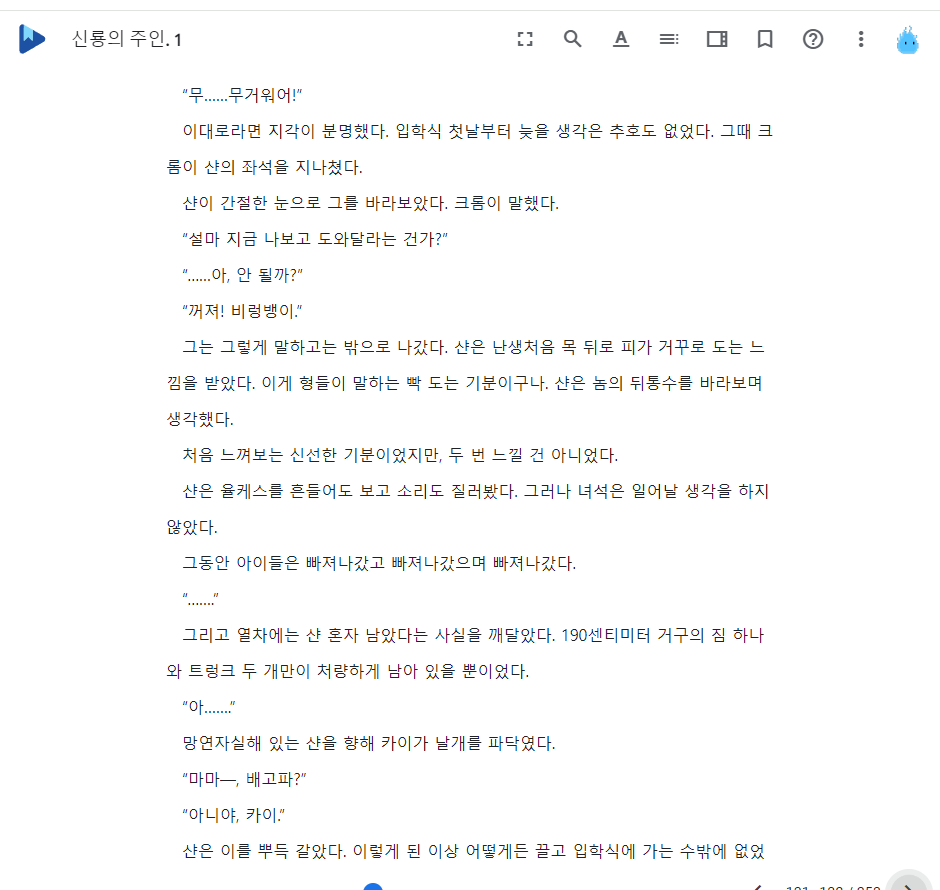 신룡의 주인. 1
“무……무거워어!”
이대로라면 지각이 분명했다. 입학식 첫날부터 늦을 생각은 추호도 없었다. 그때 크
롬이 샨의 좌석을 지나쳤다.
샨이 간절한 눈으로 그를 바라보았다. 크롬이 말했다.
“설마 지금 나보고 도와달라는 건가?”
“……아, 안 될까?”
“꺼져! 비렁뱅이.”
그는 그렇게 말하고는 밖으로 나갔다. 샨은 난생처음 목 뒤로 피가 거꾸로 도는 느
낌을 받았다. 이게 형들이 말하는 빡 도는 기분이구나. 샨은 놈의 뒤통수를 바라보며
생각했다.
처음 느껴보는 신선한 기분이었지만, 두 번 느낄 건 아니었다.
샨은 율케스를 흔들어도 보고 소리도 질러봤다. 그러나 녀석은 일어날 생각을 하지
않았다.
그동안 아이들은 빠져나갔고 빠져나갔으며 빠져나갔다.
“…….”
그리고 열차에는 샨 혼자 남았다는 사실을 깨달았다. 190센티미터 거구의 짐 하나
와 트렁크 두 개만이 처량하게 남아 있을 뿐이었다.
“아…….”
망연자실해 있는 샨을 향해 카이가 날개를 파닥였다.
“마마―, 배고파?”
“아니야, 카이.”
샨은 이를 뿌득 갈았다. 이렇게 된 이상 어떻게든 끌고 입학식에 가는 수밖에 없었